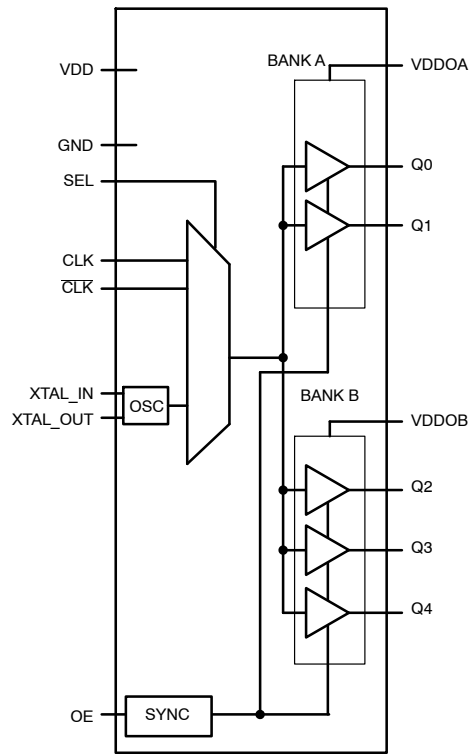 BANK A
VDDOA
VDD
GND
SEL
Q0
Q1
CLK
CLK
XTAL_IN
XTAL_OUT
OSC
BANK B
VDDOB
Q2
Q3
Q4
OE
SYNC